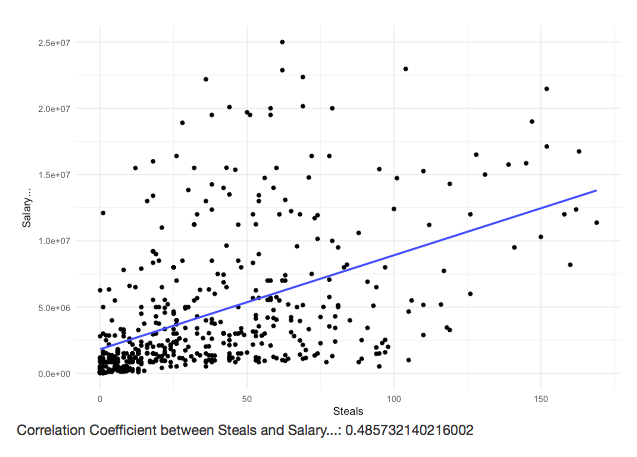 2.5e+07
2.0e+07
1.5e+07
1.0e+07
5.0e+06
0.0e+00
Salary...
0 50 100 150
Steals
Correlation Coefficient between Steals and Salary...: 0.485732140216002